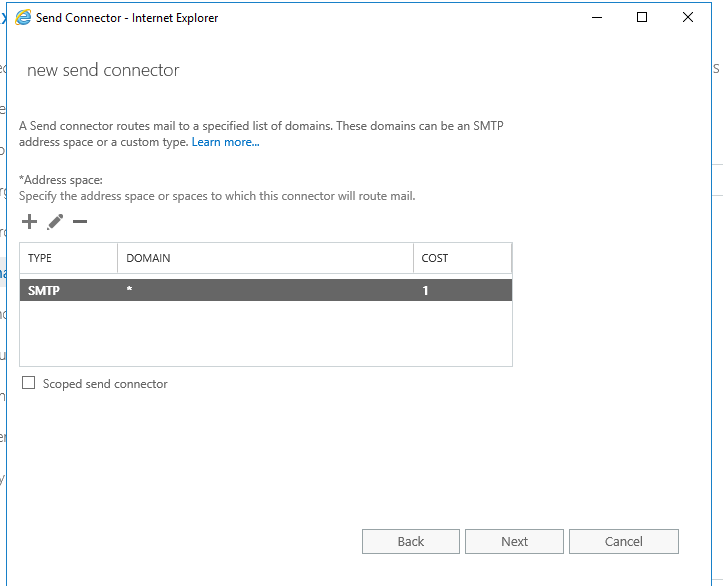 Send Connector - Internet Explorer
new send connector
A Send connector routes mail to a specified list of domains. These domains can be an SMTP
address space or a custom type. Learn more...
*Address space:
Specify the address space or spaces to which this connector will route mail.
TYPE DOMAIN COST
SMTP * 1
Scoped send connector
Back Next Cancel